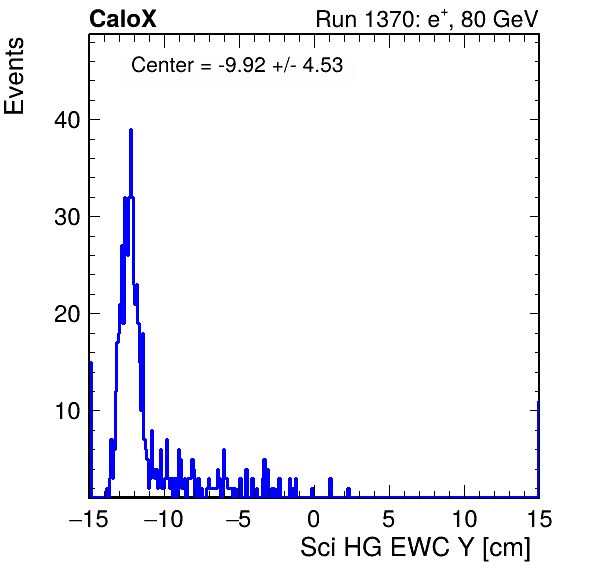 CaloX
Run 1370: e+, 80 GeV
Center = -9.92 +/- 4.53
Events
40
30
20
10
−15 −10 −5 0 5 10 15
Sci HG EWC Y [cm]